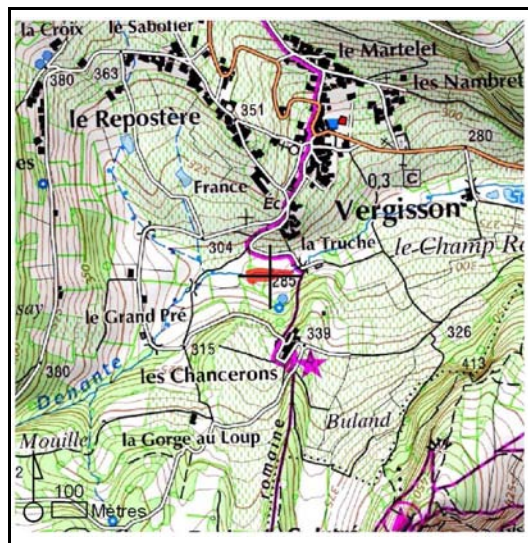 la Croix
le Sabotier
le Martelet
les Nambret
380
363
351
300
le Repostère
280
es
France
0,3
C
Ec
Vergisson
304
la Truche
le Champ R
285
le Grand Pré
339
326
315
413
380
les Chancerons
Dehante
Buland
la Gorge au Loup
Mouille
romaine
2
100
Mètres